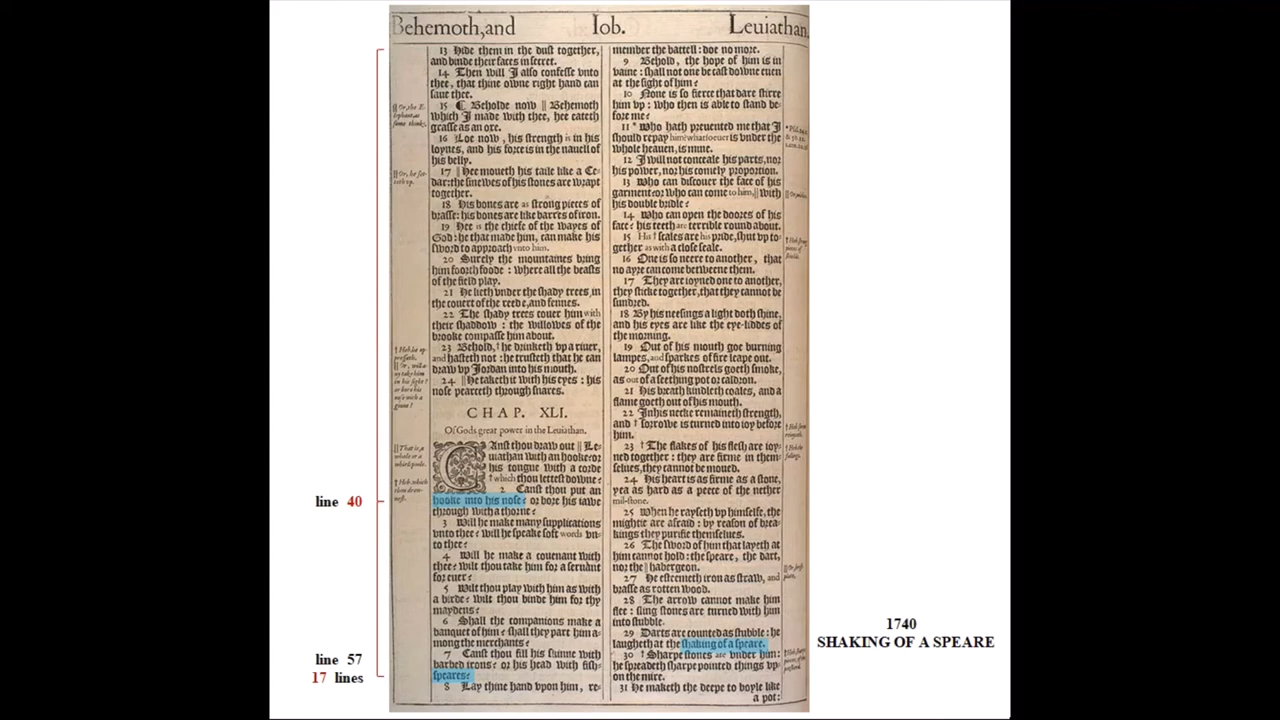 Behemoth,and Iob. Leuiathan.
13 Hide them in the dust together,
and binde their faces in secret.
14 Then will I also confesse vnto
thee, that thine owne right hand can
saue thee.
15 ¶ Beholde now || Behemoth
which I made with thee, hee eateth
grasse as an oxe.
16 Loe now, his strength is in his
loynes, and his force is in the nauell of
his belly.
17 || Hee moueth his taile like a Ce-
dar: the sinewes of his stones are wrapt
together.
18 His bones are as strong pieces of
brasse: his bones are like barres of iron.
19 Hee is the chiefe of the wayes of
God: he that made him, can make his
sword to approach vnto him.
20 Surely the mountaines bring
him foorth foode: where all the beasts
of the field play.
21 He lieth vnder the shady trees, in
the couert of the reede, and fennes.
22 The shady trees couer him with
their shaddow: the willowes of the
brooke compasse him about.
23 Behold, † he drinketh vp a riuer,
and hasteth not: he trusteth that he can
draw vp Jordan into his mouth.
24 || He taketh it with his eyes: his
nose pearceth through snares.
CHAP. XLI.
Of Gods great power in the Leuiathan.
CAnst thou draw out || Le-
uiathan with an hooke? or
his tongue with a corde
† which thou lettest downe?
2 Canst thou put an
hooke into his nose? or bore his iawe
through with a thorne?
3 Will he make many supplications
vnto thee? will he speake soft words vn-
to thee?
4 Will he make a couenant with
thee? wilt thou take him for a seruant
for euer?
5 Wilt thou play with him as with
a birde? wilt thou binde him for thy
maydens?
6 Shall the companions make a
banquet of him? shall they part him a-
mong the merchants?
7 Canst thou fill his skinne with
barbed irons? or his head with fish-
speares?
8 Lay thine hand vpon him, re-
member the battell: doe no more.
9 Behold, the hope of him is in
vaine: shall not one be cast downe euen
at the sight of him?
10 None is so fierce that dare stirre
him vp: who then is able to stand be-
fore me?
11 * Who hath preuented me that I
should repay him? whatsoeuer is vnder the
whole heauen, is mine.
12 I will not conceale his parts, nor
his power, nor his comely proportion.
13 Who can discouer the face of his
garment? or who can come to him, || with
his double bridle?
14 Who can open the doores of his
face? his teeth are terrible round about.
15 His † scales are his pride, shut vp to-
gether as with a close seale.
16 One is so neere to another, that
no ayre can come betweene them.
17 They are ioyned one to another,
they sticke together, that they cannot be
sundred.
18 By his neesings a light doth shine,
and his eyes are like the eye-liddes of
the morning.
19 Out of his mouth goe burning
lampes, and sparkes of fire leape out.
20 Out of his nostrels goeth smoke,
as out of a seething pot or caldron.
21 His breath kindleth coales, and a
flame goeth out of his mouth.
22 In his necke remaineth strength,
and † sorrowe is turned into ioy before
him.
23 † The flakes of his flesh are ioy-
ned together: they are firme in them-
selues, they cannot be moued.
24 His heart is as firme as a stone,
yea as hard as a peece of the nether
mil-stone.
25 When he rayseth vp himselfe, the
mightie are afraid: by reason of brea-
kings they purifie themselues.
26 The sword of him that layeth at
him cannot hold: the speare, the dart,
nor the || habergeon.
27 He esteemeth iron as straw, and
brasse as rotten wood.
28 The arrow cannot make him
flee: sling stones are turned with him
into stubble.
29 Darts are counted as stubble: he
laugheth at the shaking of a speare.
30 † Sharpe stones are vnder him:
he spreadeth sharpe pointed things vp-
on the mire.
31 He maketh the deepe to boyle like
a pot:
line 40
line 57
17 lines
1740
SHAKING OF A SPEARE